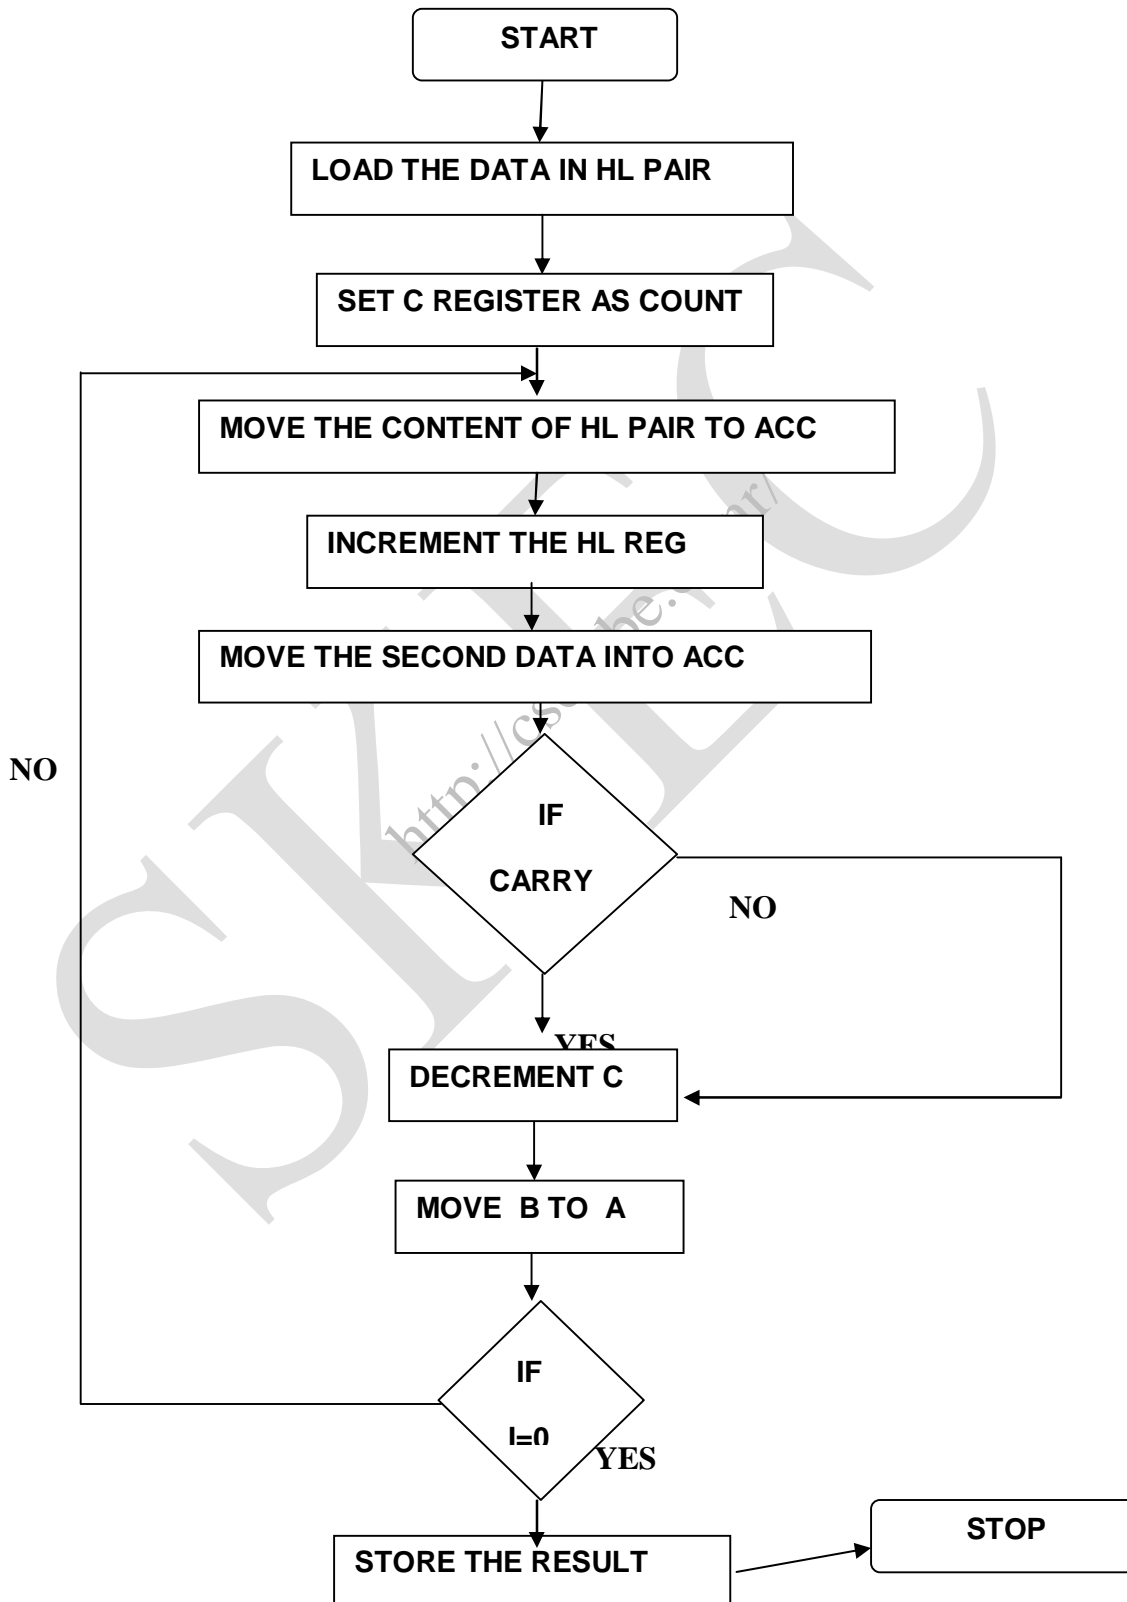 START
LOAD THE DATA IN HL PAIR
SET C REGISTER AS COUNT
MOVE THE CONTENT OF HL PAIR TO ACC
INCREMENT THE HL REG
MOVE THE SECOND DATA INTO ACC
NO
IF
CARRY
NO
YES
DECREMENT C
MOVE B TO A
IF
I=0
YES
STORE THE RESULT
STOP
SKEC